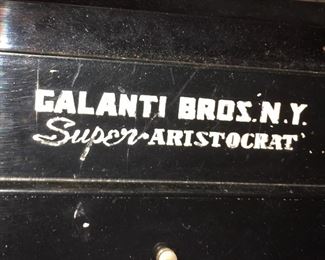 GALANTI BROS. N.Y.
Super ARISTOCRAT